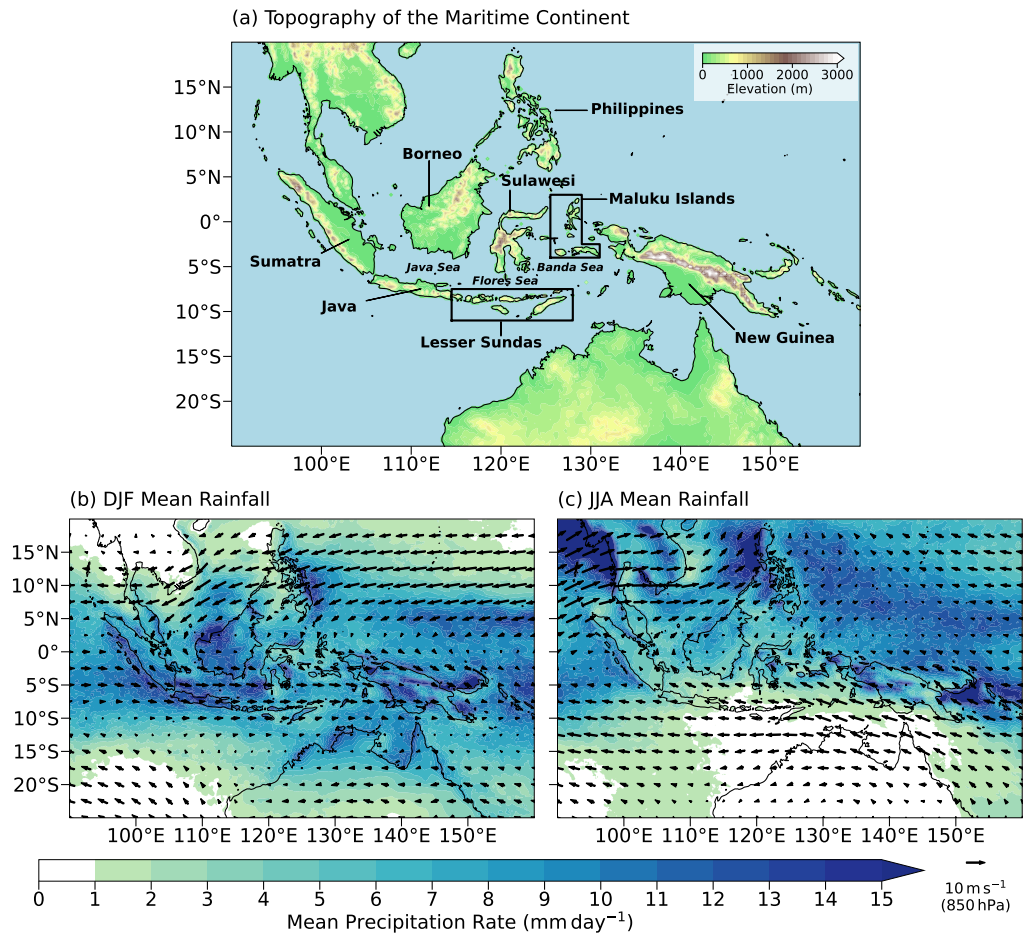 (a) Topography of the Maritime Continent
0 1000 2000 3000
Elevation (m)
15°N
10°N
5°N
0°
5°S
10°S
15°S
20°S
Philippines
Borneo
Sulawesi
Maluku Islands
Sumatra
Java Sea
Banda Sea
Flores Sea
Java
New Guinea
Lesser Sundas
100°E 110°E 120°E 130°E 140°E 150°E
(b) DJF Mean Rainfall
15°N
10°N
5°N
0°
5°S
10°S
15°S
20°S
100°E 110°E 120°E 130°E 140°E 150°E
(c) JJA Mean Rainfall
100°E 110°E 120°E 130°E 140°E 150°E
0 1 2 3 4 5 6 7 8 9 10 11 12 13 14 15
Mean Precipitation Rate (mm day⁻¹)
10 m s⁻¹
(850 hPa)